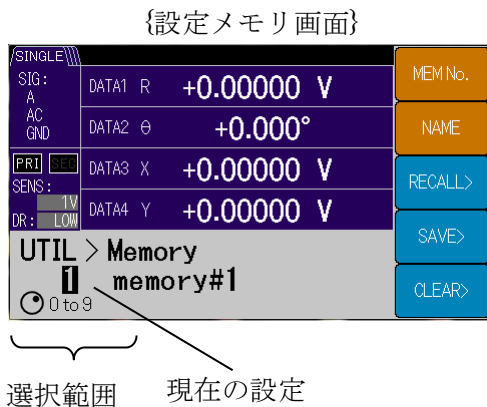 {設定メモリ画面}
SINGLE
SIG:
A
AC
GND
DATA1 R +0.00000 V
DATA2 θ +0.000°
DATA3 X +0.00000 V
DATA4 Y +0.00000 V
PRI SEC
SENS:
1V
DR: LOW
UTIL > Memory
1 memory#1
0 to 9
MEM No.
NAME
RECALL>
SAVE>
CLEAR>
選択範囲
現在の設定